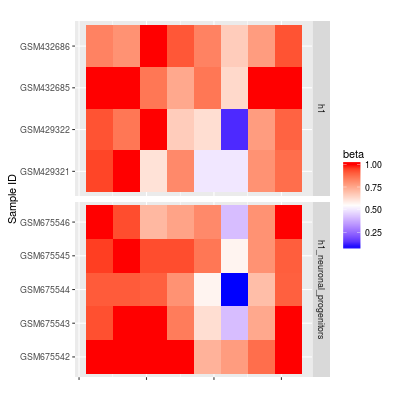 GSM432686
GSM432685
GSM429322
GSM429321
h1
GSM675546
GSM675545
GSM675544
GSM675543
GSM675542
h1_neuronal_progenitors
Sample ID
beta
1.00
0.75
0.50
0.25